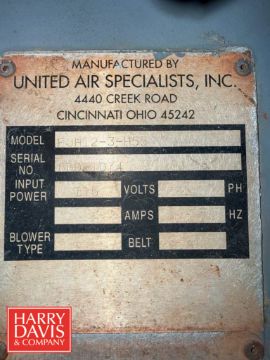 MANUFACTURED BY
UNITED AIR SPECIALISTS, INC.
4440 CREEK ROAD
CINCINNATI OHIO 45242
MODEL
SERIAL NO.
INPUT POWER VOLTS PH
AMPS HZ
BLOWER TYPE BELT
HARRY
DAVIS
& COMPANY